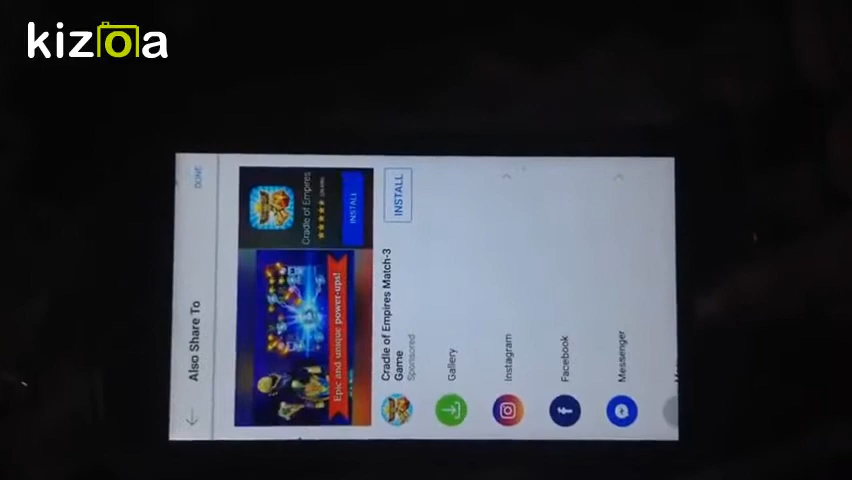 kizoa
Also Share To
DONE
Cradle of Empires
INSTALL
Epic and unique power-ups!
Cradle of Empires Match-3
Game
Sponsored
INSTALL
Gallery
Instagram
Facebook
Messenger